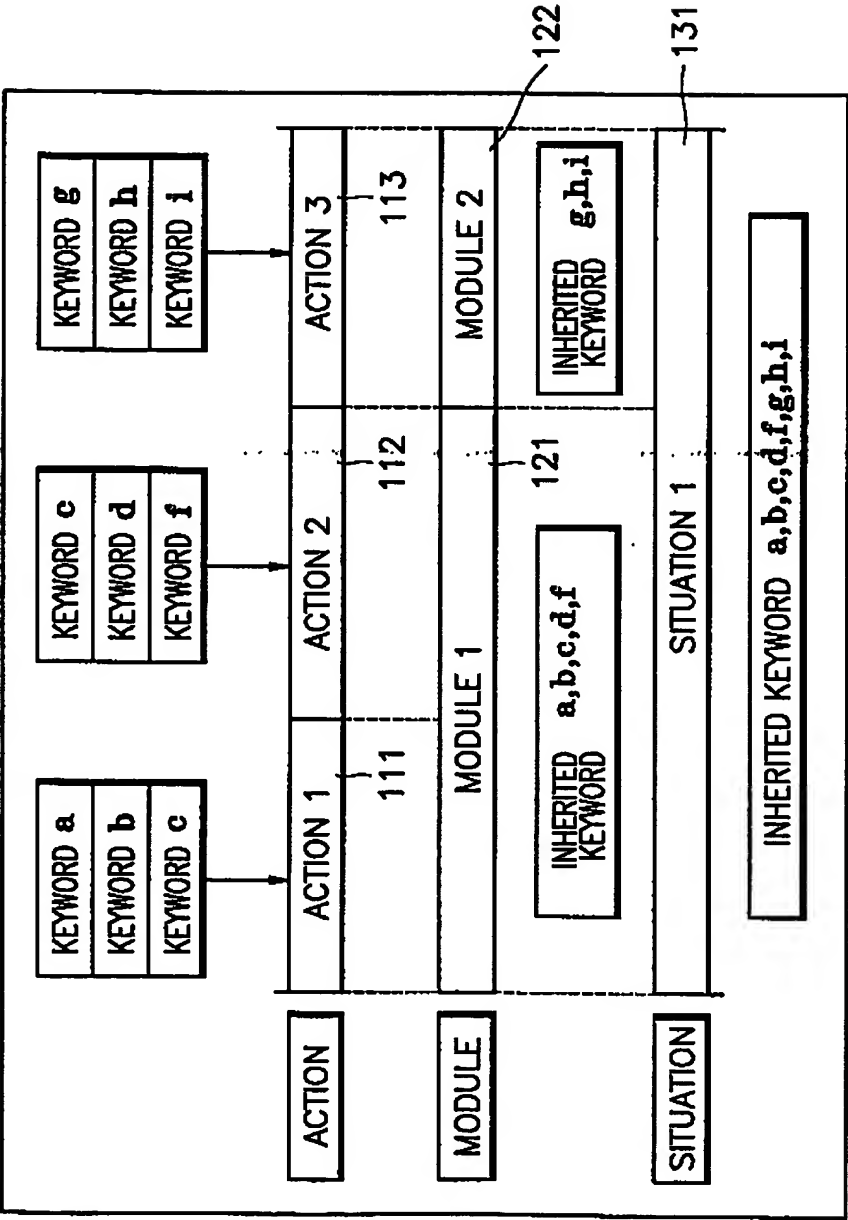 KEYWORD a
KEYWORD b
KEYWORD c
KEYWORD c
KEYWORD d
KEYWORD f
KEYWORD g
KEYWORD h
KEYWORD i
ACTION
ACTION 1
ACTION 2
ACTION 3
111
112
113
MODULE
MODULE 1
MODULE 2
121
122
INHERITED
KEYWORD
a,b,c,d,f
INHERITED
KEYWORD
g,h,i
SITUATION
SITUATION 1
131
INHERITED KEYWORD a,b,c,d,f,g,h,i